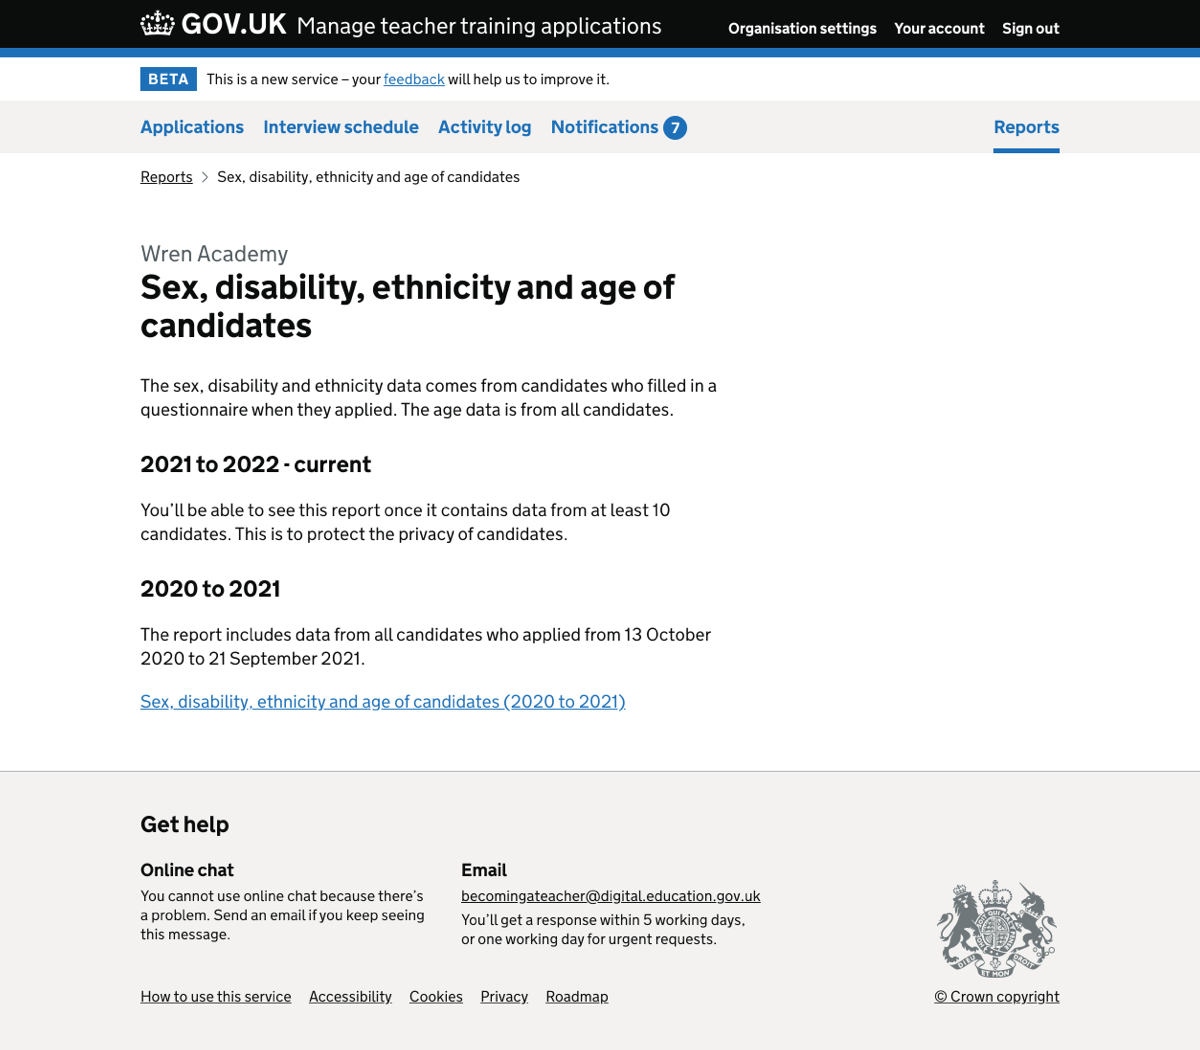 GOV.UK Manage teacher training applications Organisation settings Your account Sign out
BETA This is a new service – your feedback will help us to improve it.
Applications Interview schedule Activity log Notifications 7 Reports
Reports > Sex, disability, ethnicity and age of candidates
Wren Academy
Sex, disability, ethnicity and age of
candidates
The sex, disability and ethnicity data comes from candidates who filled in a
questionnaire when they applied. The age data is from all candidates.
2021 to 2022 - current
You’ll be able to see this report once it contains data from at least 10
candidates. This is to protect the privacy of candidates.
2020 to 2021
The report includes data from all candidates who applied from 13 October
2020 to 21 September 2021.
Sex, disability, ethnicity and age of candidates (2020 to 2021)
Get help
Online chat
You cannot use online chat because there’s
a problem. Send an email if you keep seeing
this message.
Email
becomingateacher@digital.education.gov.uk
You’ll get a response within 5 working days,
or one working day for urgent requests.
DIEU ET MON DROIT
How to use this service Accessibility Cookies Privacy Roadmap © Crown copyright